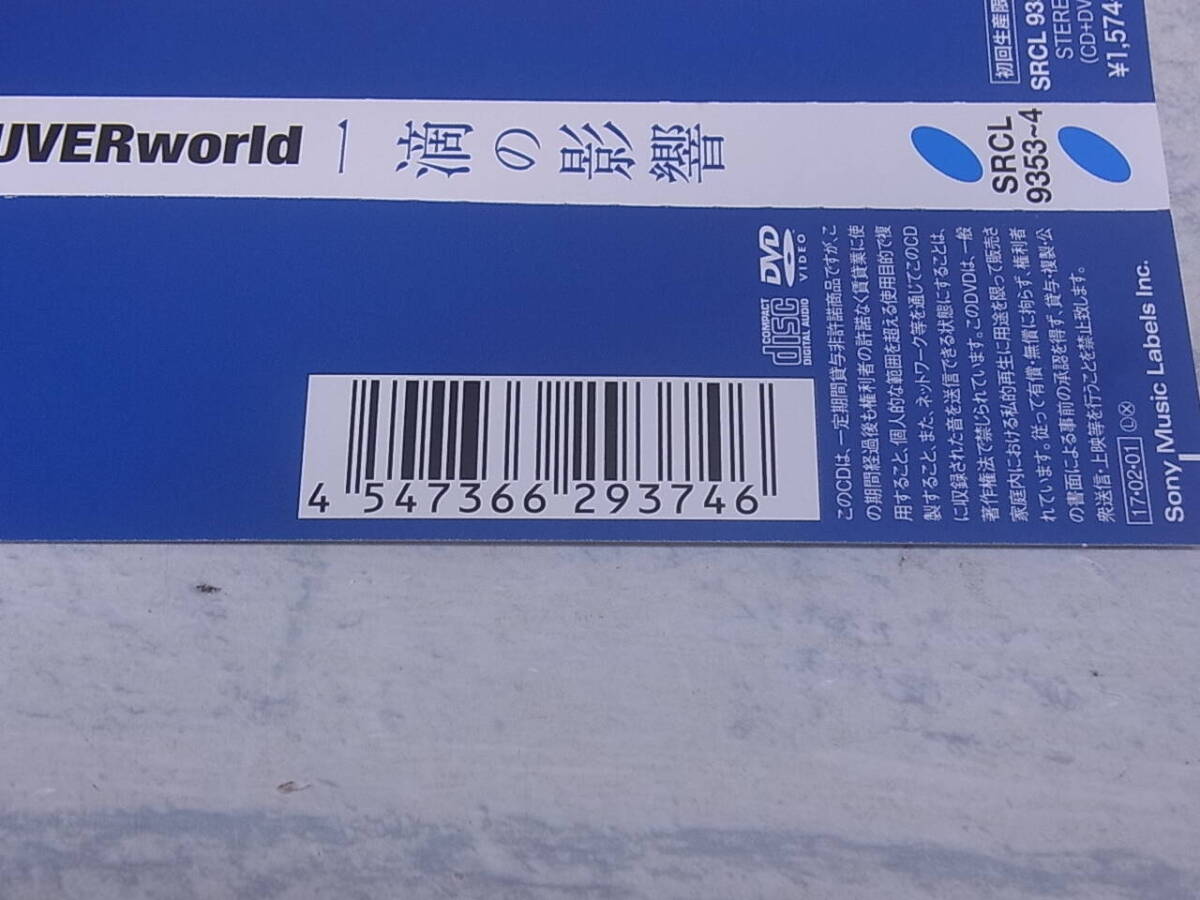 初回生産限
SRCL 93
STEREO
(CD+DV
¥1,574
UVERworld 一滴の影響
SRCL
9353~4
DVD
VIDEO
COMPACT
disc
DIGITAL AUDIO
このCDは、一定期間貸与非許諾商品ですが、こ
の期間経過後も権利者の許諾なく賃貸業に使
用すること、個人的な範囲を超える使用目的で複
製すること、また、ネットワーク等を通じてこのCD
に収録された音を送信できる状態にすることは、
著作権法で禁じられています。このDVDは、一般
家庭内における私的再生に用途を限って販売さ
れています。従って有償・無償に拘らず、権利者
の書面による事前の承認を得ず、貸与・複製・公
衆送信・上映等を行うことを禁止致します。
17・02・01 Ⓛ Ⓧ
Sony Music Labels Inc.
4 547366 293746